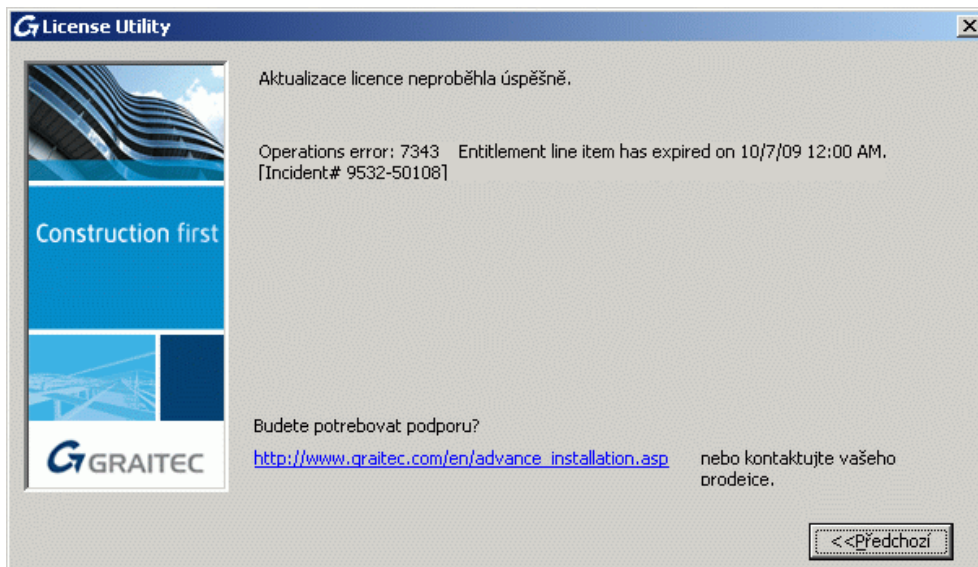 License Utility
Aktualizace licence neproběhla úspěšně.
Operations error: 7343 Entitlement line item has expired on 10/7/09 12:00 AM.
[Incident# 9532-50108]
Construction first
GRAITEC
Budete potrebovat podporu?
http://www.graitec.com/en/advance_installation.asp
nebo kontaktujte vašeho
prodejce.
<<Předchozí